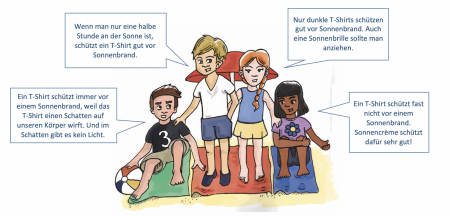 Wenn man nur eine halbe
Stunde an der Sonne ist,
schützt ein T-Shirt gut vor
Sonnenbrand.
Nur dunkle T-Shirts schützen
gut vor Sonnenbrand. Auch
eine Sonnenbrille sollte man
anziehen.
Ein T-Shirt schützt immer vor
einem Sonnenbrand, weil das
T-Shirt einen Schatten auf
unseren Körper wirft. Und im
Schatten gibt es kein Licht.
Ein T-Shirt schützt fast
nicht vor einem
Sonnenbrand.
Sonnencrème schützt
dafür sehr gut!
3